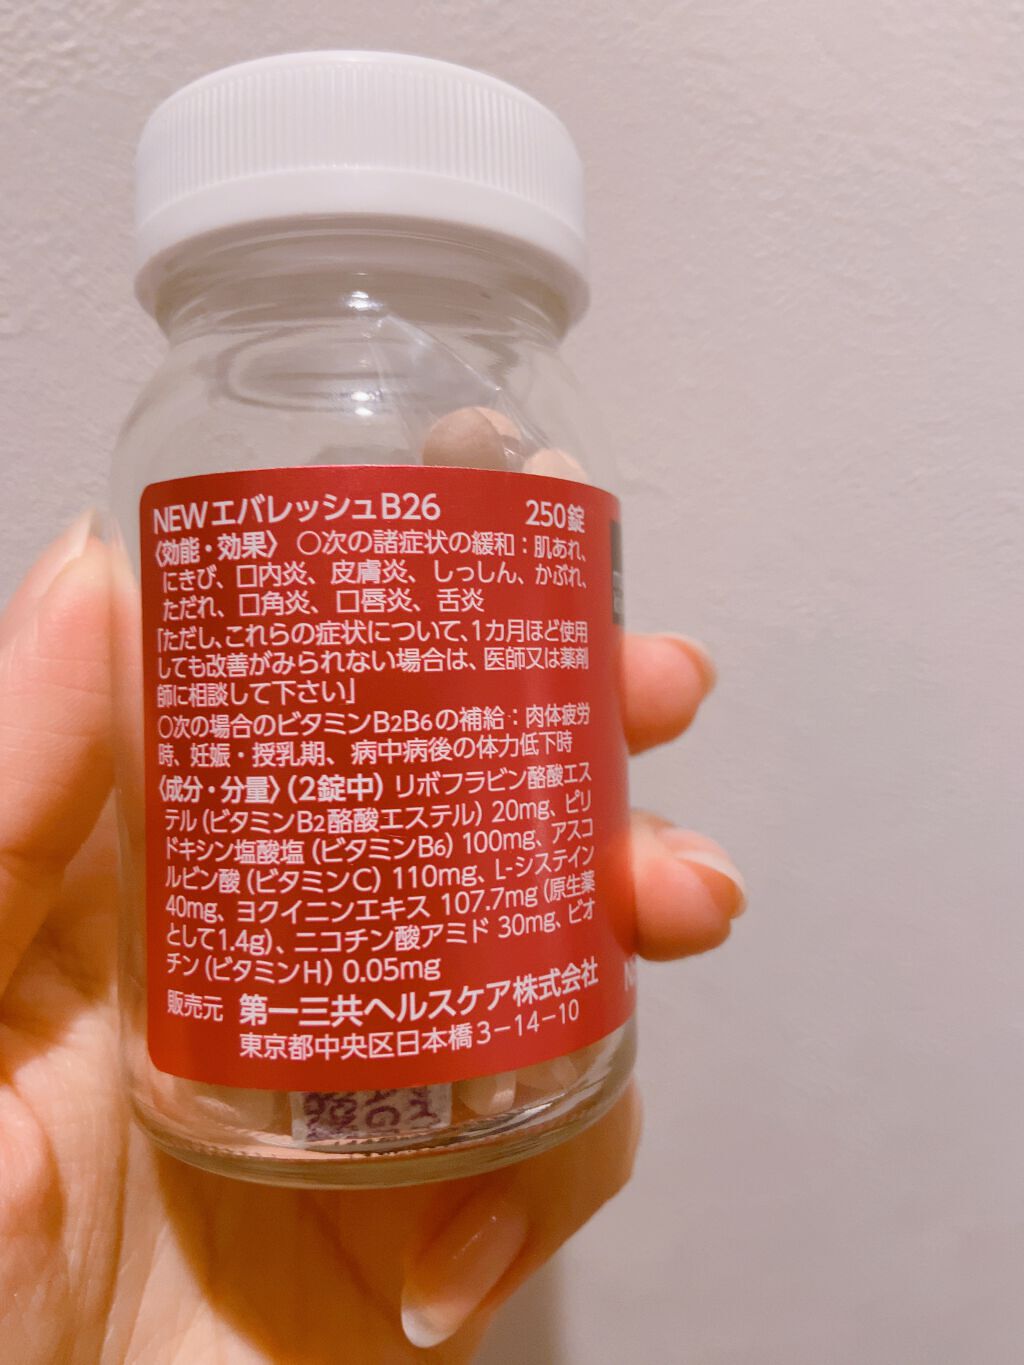 NEWエバレッシュB26 250錠
〈効能・効果〉 ○次の諸症状の緩和：肌あれ、
にきび、口内炎、皮膚炎、しっしん、かぶれ、
ただれ、口角炎、口唇炎、舌炎
「ただし、これらの症状について、1カ月ほど使用
しても改善がみられない場合は、医師又は薬剤
師に相談して下さい」
○次の場合のビタミンB2B6の補給：肉体疲労
時、妊娠・授乳期、病中病後の体力低下時
〈成分・分量〉(2錠中) リボフラビン酪酸エス
テル(ビタミンB2酪酸エステル) 20mg、ピリ
ドキシン塩酸塩(ビタミンB6) 100mg、アスコ
ルビン酸(ビタミンC) 110mg、L-システイン
40mg、ヨクイニンエキス 107.7mg(原生薬
として1.4g)、ニコチン酸アミド 30mg、ビオ
チン(ビタミンH) 0.05mg
販売元 第一三共ヘルスケア株式会社
東京都中央区日本橋3-14-10